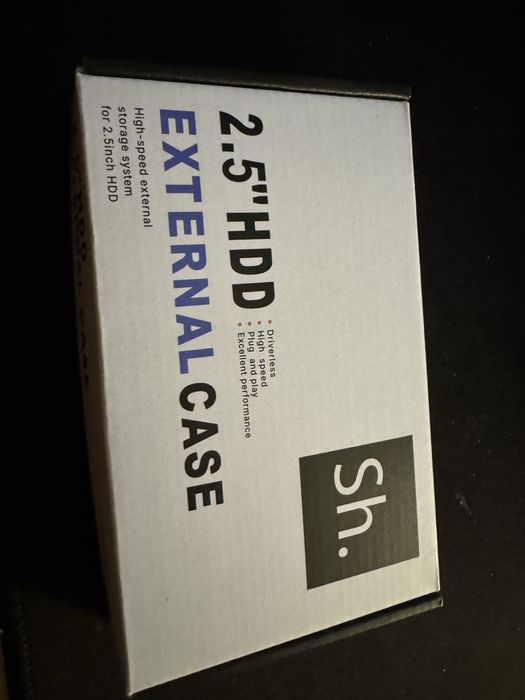 Sh.
2.5"HDD
Driverless
High speed
Plug and play
Excellent performance
EXTERNAL CASE
High-speed external
storage system
for 2.5inch HDD